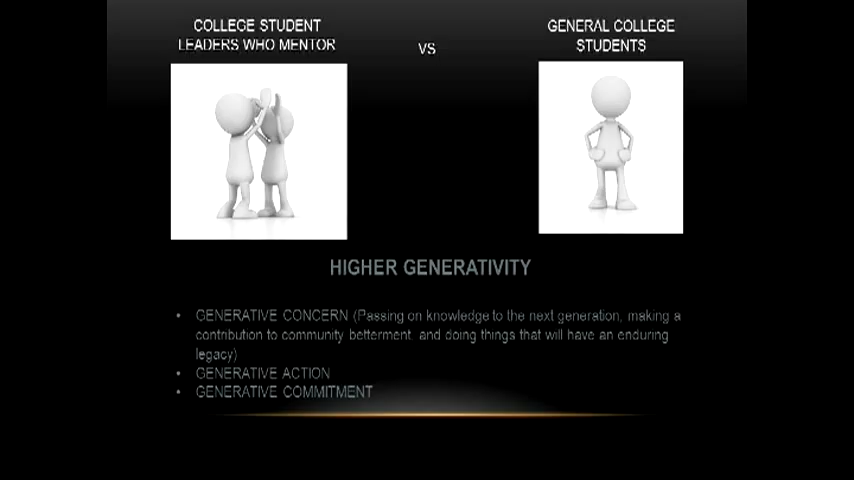 COLLEGE STUDENT
LEADERS WHO MENTOR
VS
GENERAL COLLEGE
STUDENTS
HIGHER GENERATIVITY
• GENERATIVE CONCERN (Passing on knowledge to the next generation, making a
contribution to community betterment, and doing things that will have an enduring
legacy)
• GENERATIVE ACTION
• GENERATIVE COMMITMENT